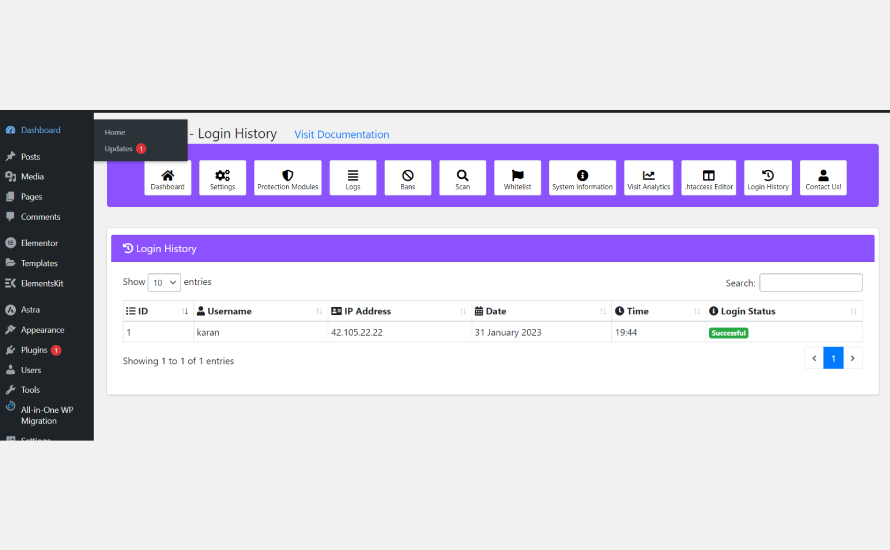 Dashboard
Posts
Media
Pages
Comments
Elementor
Templates
ElementsKit
Astra
Appearance
Plugins 1
Users
Tools
All-in-One WP
Migration
Settings
Home
Updates 1
- Login History Visit Documentation
Dashboard Settings Protection Modules Logs Bans Scan Whitelist System Information Visit Analytics .htaccess Editor Login History Contact Us!
Login History
Show 10 entries Search:
ID Username IP Address Date Time Login Status
1 karan 42.105.22.22 31 January 2023 19:44 Successful
Showing 1 to 1 of 1 entries
1